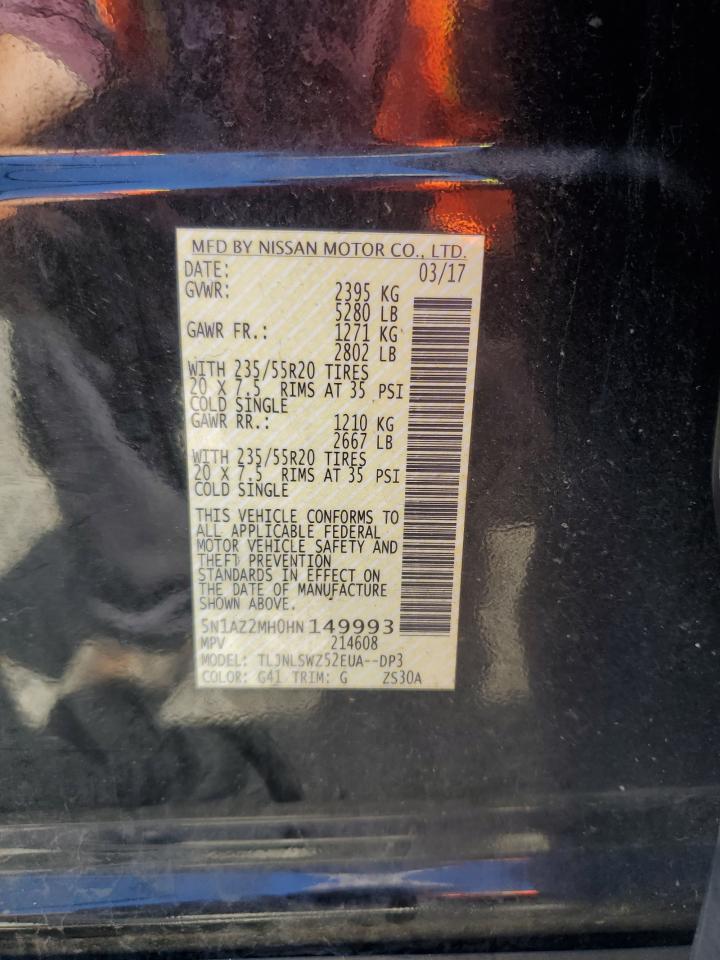 MFD BY NISSAN MOTOR CO., LTD.
DATE: 03/17
GVWR: 2395 KG
5280 LB
GAWR FR.: 1271 KG
2802 LB
WITH 235/55R20 TIRES
20 X 7.5 RIMS AT 35 PSI
COLD SINGLE
GAWR RR.: 1210 KG
2667 LB
WITH 235/55R20 TIRES
20 X 7.5 RIMS AT 35 PSI
COLD SINGLE
THIS VEHICLE CONFORMS TO
ALL APPLICABLE FEDERAL
MOTOR VEHICLE SAFETY AND
THEFT PREVENTION
STANDARDS IN EFFECT ON
THE DATE OF MANUFACTURE
SHOWN ABOVE.
5N1AZ2MH0HN 149993
MPV 214608
MODEL: TLJNLSWZ52EUA--DP3
COLOR: G41 TRIM: G ZS30A